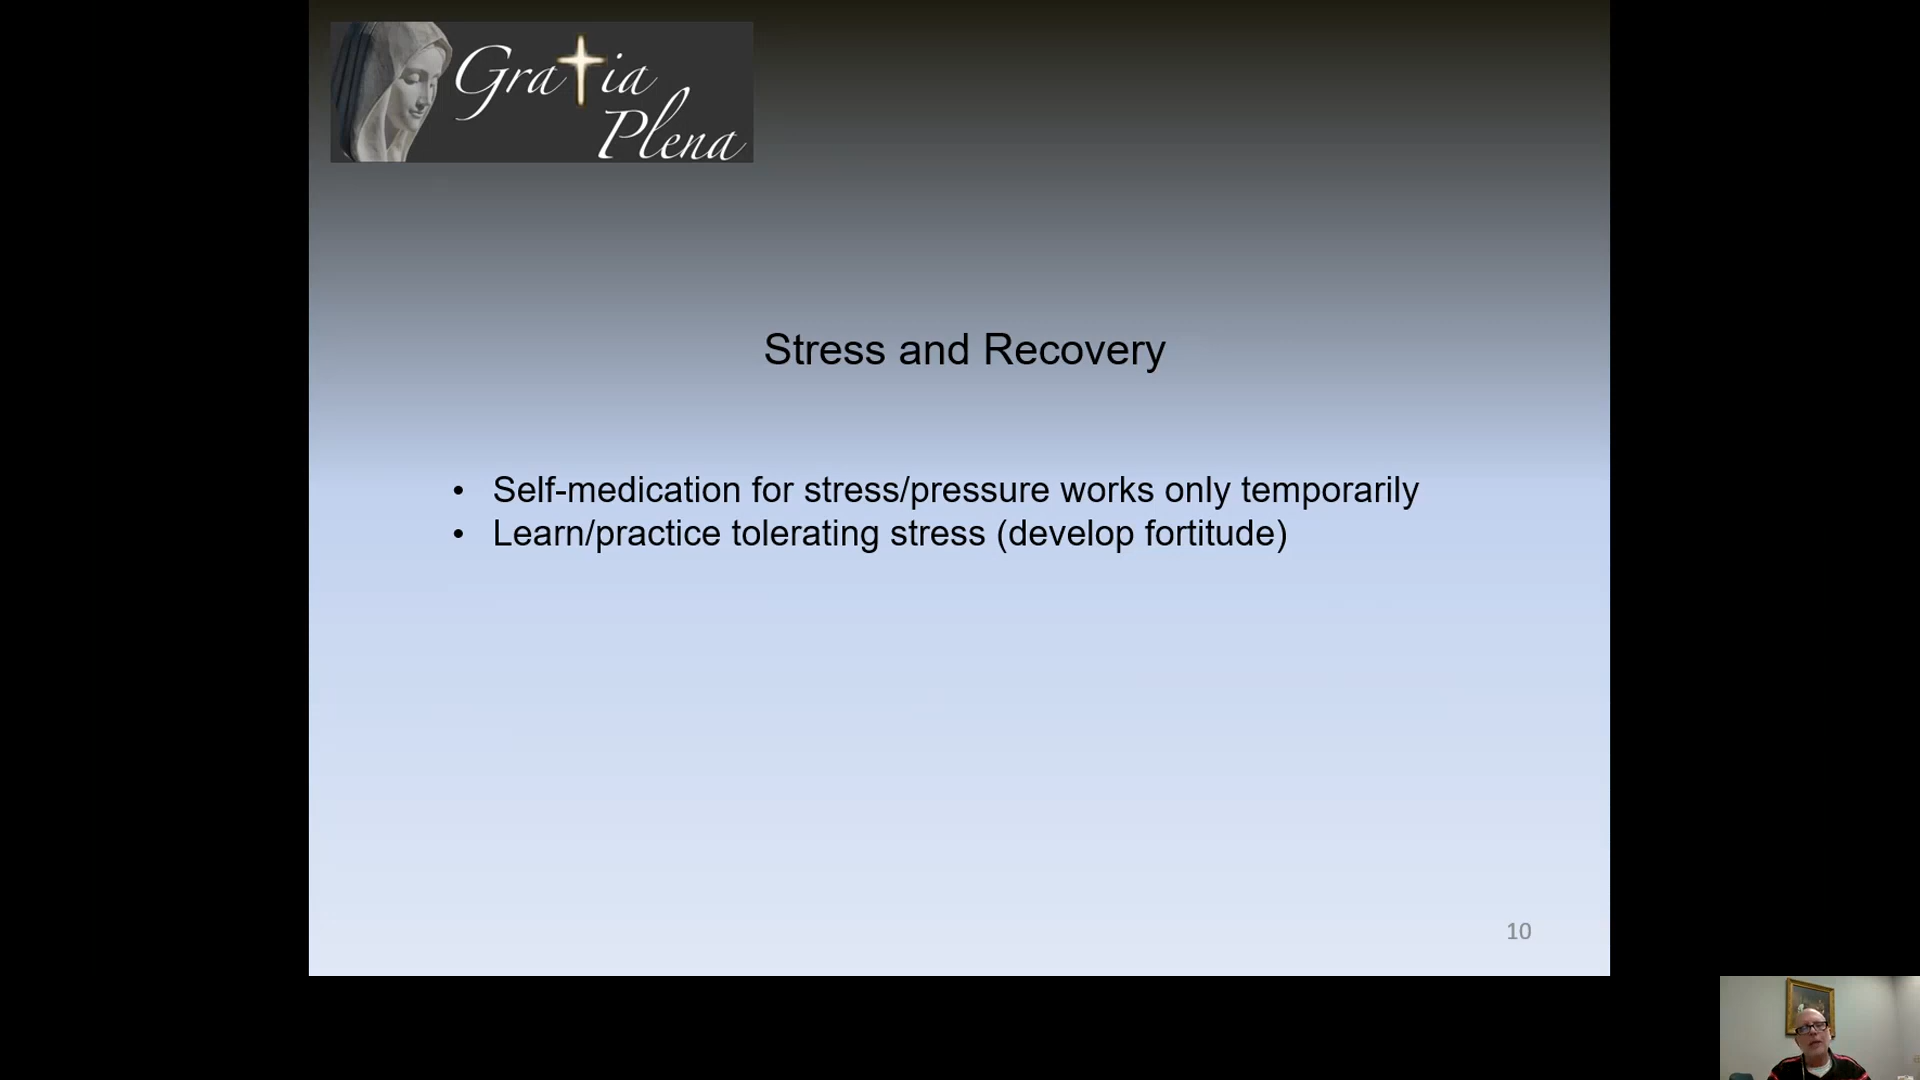 Gratia
Plena
Stress and Recovery
• Self-medication for stress/pressure works only temporarily
• Learn/practice tolerating stress (develop fortitude)
10